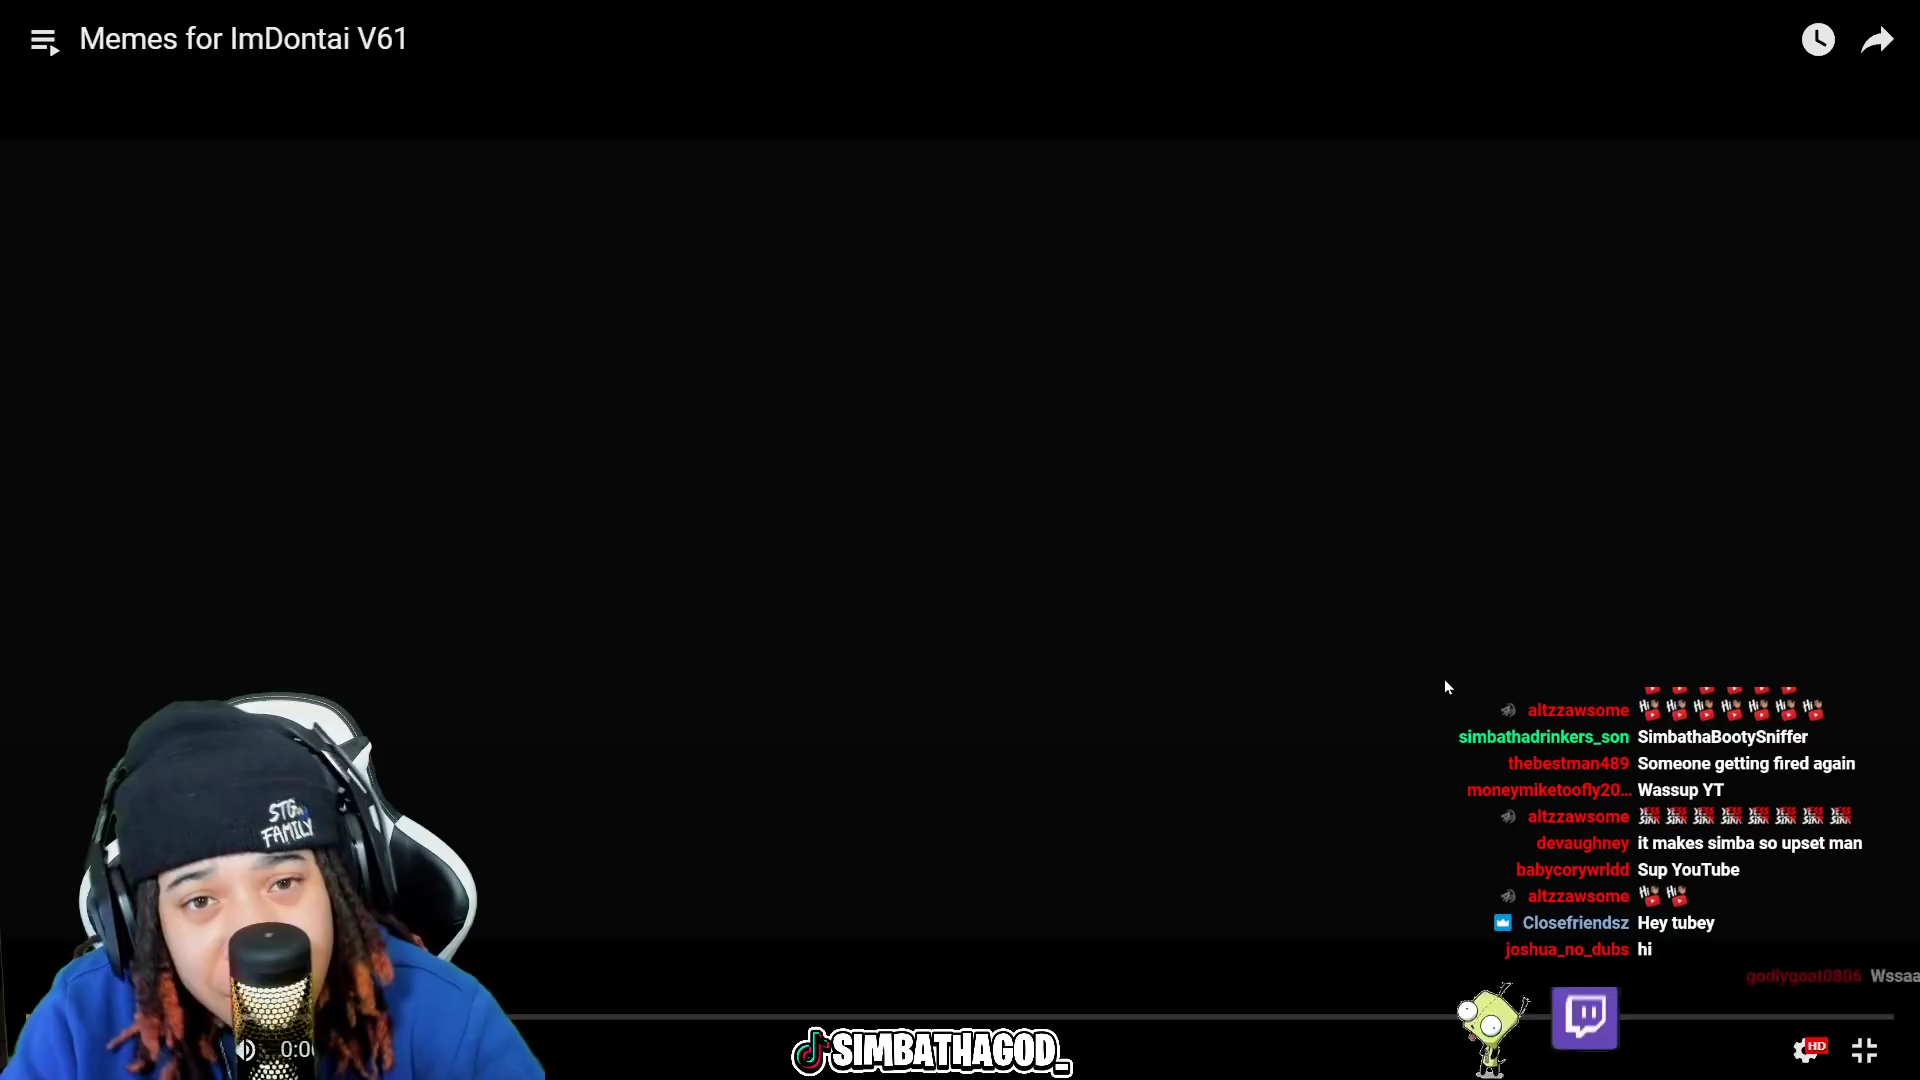 Memes for ImDontai V61
altzzawsome
simbathadrinkers_son SimbathaBootySniffer
thebestman489 Someone getting fired again
moneymiketoofly20... Wassup YT
altzzawsome
devaughney it makes simba so upset man
babycorywrldd Sup YouTube
altzzawsome
Closefriendsz Hey tubey
joshua_no_dubs hi
godlygoat0806 Wssaa
STG
FAMILY
0:0
SIMBATHAGOD_
HD